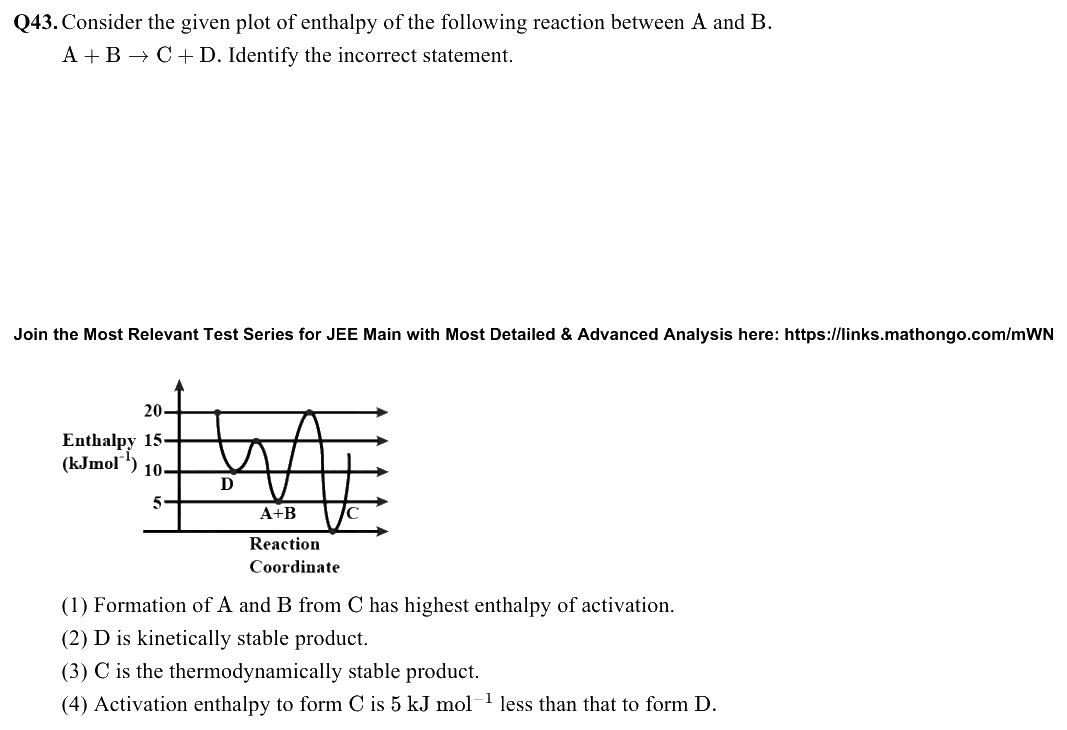 Q43. Consider the given plot of enthalpy of the following reaction between A and B.
A + B → C + D. Identify the incorrect statement.
Join the Most Relevant Test Series for JEE Main with Most Detailed & Advanced Analysis here: https://links.mathongo.com/mWN
20
Enthalpy 15
(kJmol⁻¹) 10
D
5
A+B C
Reaction
Coordinate
(1) Formation of A and B from C has highest enthalpy of activation.
(2) D is kinetically stable product.
(3) C is the thermodynamically stable product.
(4) Activation enthalpy to form C is 5 kJ mol⁻¹ less than that to form D.